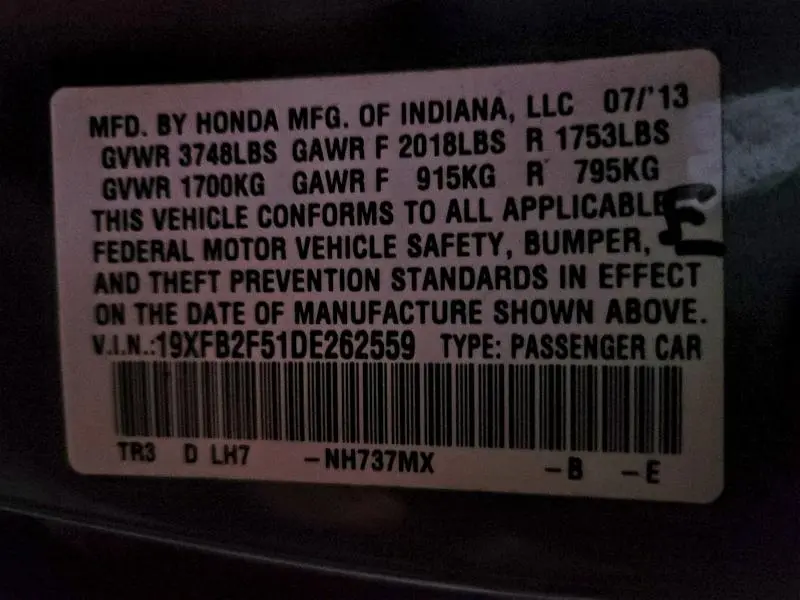 MFD. BY HONDA MFG. OF INDIANA, LLC 07/'13
GVWR 3748LBS GAWR F 2018LBS R 1753LBS
GVWR 1700KG GAWR F 915KG R 795KG
THIS VEHICLE CONFORMS TO ALL APPLICABLE
FEDERAL MOTOR VEHICLE SAFETY, BUMPER, E
AND THEFT PREVENTION STANDARDS IN EFFECT
ON THE DATE OF MANUFACTURE SHOWN ABOVE.
V.I.N.:19XFB2F51DE262559 TYPE: PASSENGER CAR
TR3 D LH7 -NH737MX -B -E